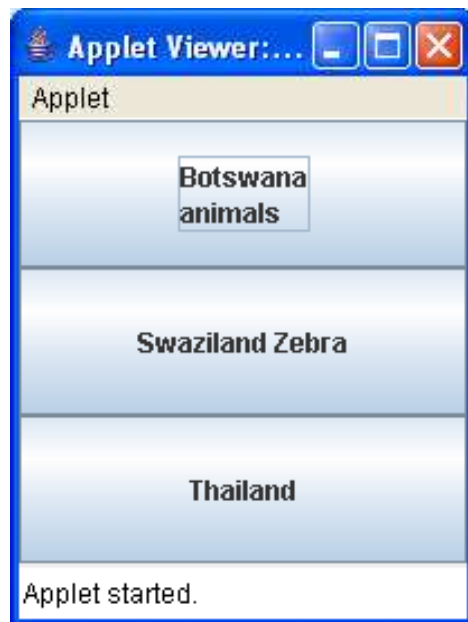 Applet Viewer:...
Applet
Botswana
animals
Swaziland Zebra
Thailand
Applet started.